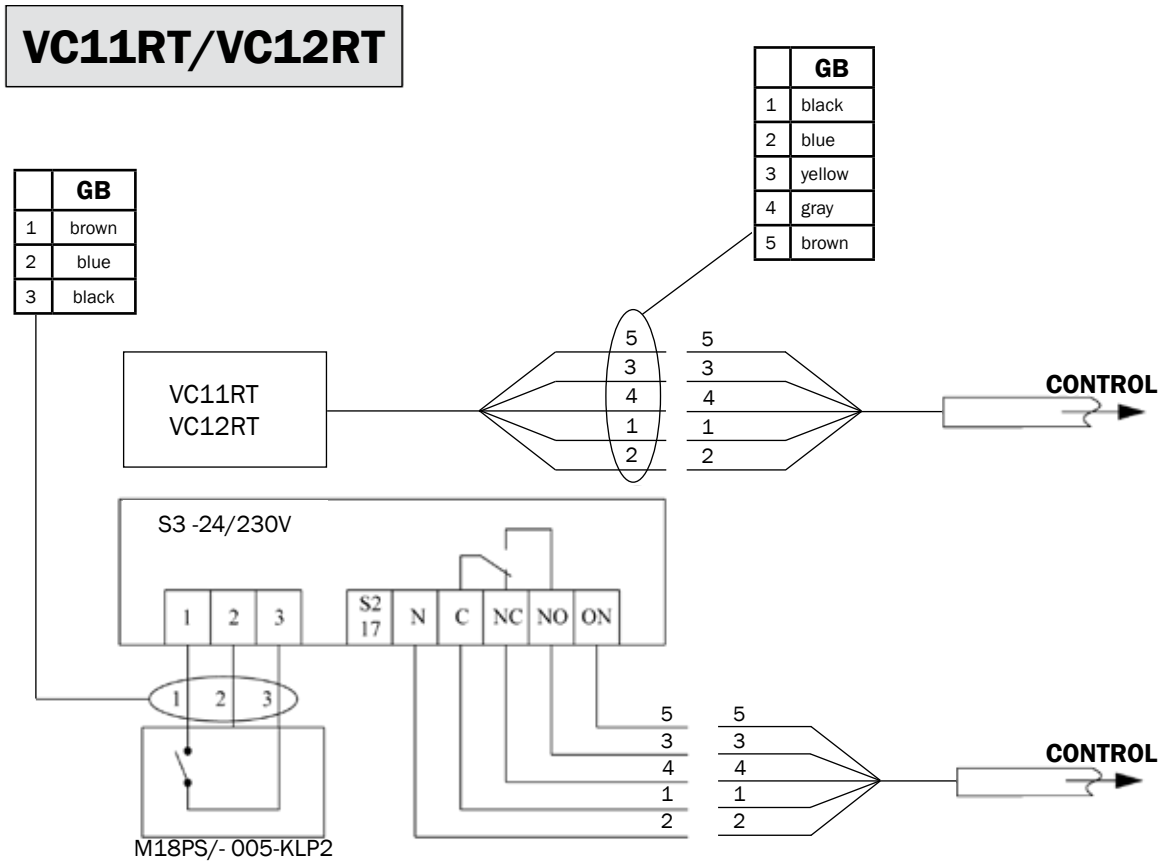 VC11RT/VC12RT
GB
1 black
2 blue
3 yellow
4 gray
5 brown
GB
1 brown
2 blue
3 black
5 5
3 3
4 4
1 1
2 2
CONTROL
VC11RT
VC12RT
S3 -24/230V
1 2 3 S2 17 N C NC NO ON
1 2 3
5 5
3 3
4 4
1 1
2 2
CONTROL
M18PS/- 005-KLP2